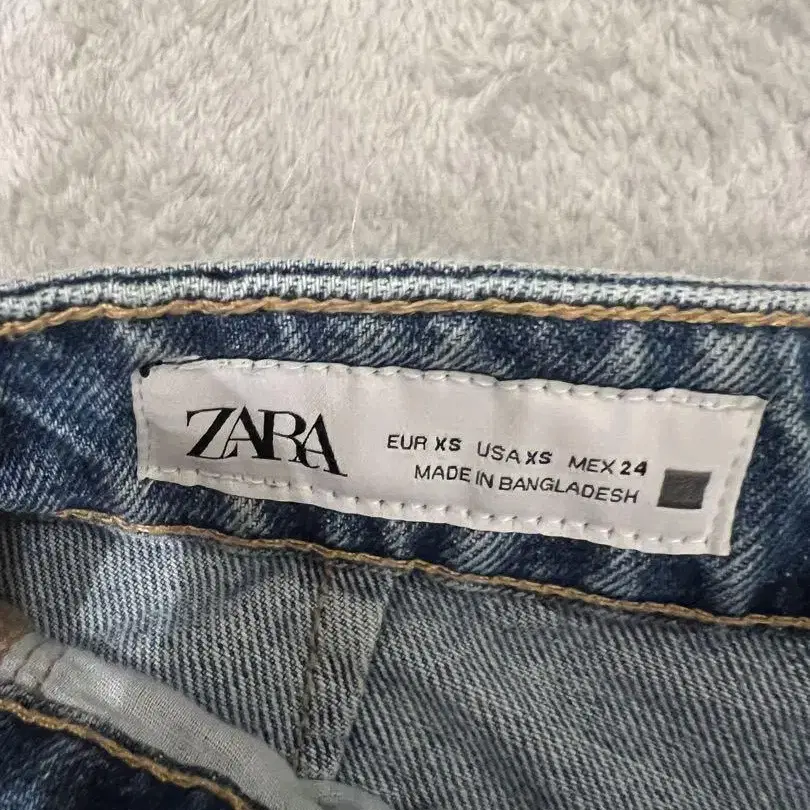 ZARA
EUR XS USA XS MEX 24
MADE IN BANGLADESH